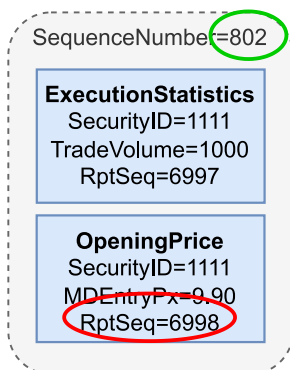 SequenceNumber=802
ExecutionStatistics
SecurityID=1111
TradeVolume=1000
RptSeq=6997
OpeningPrice
SecurityID=1111
MDEntryPx=9.90
RptSeq=6998